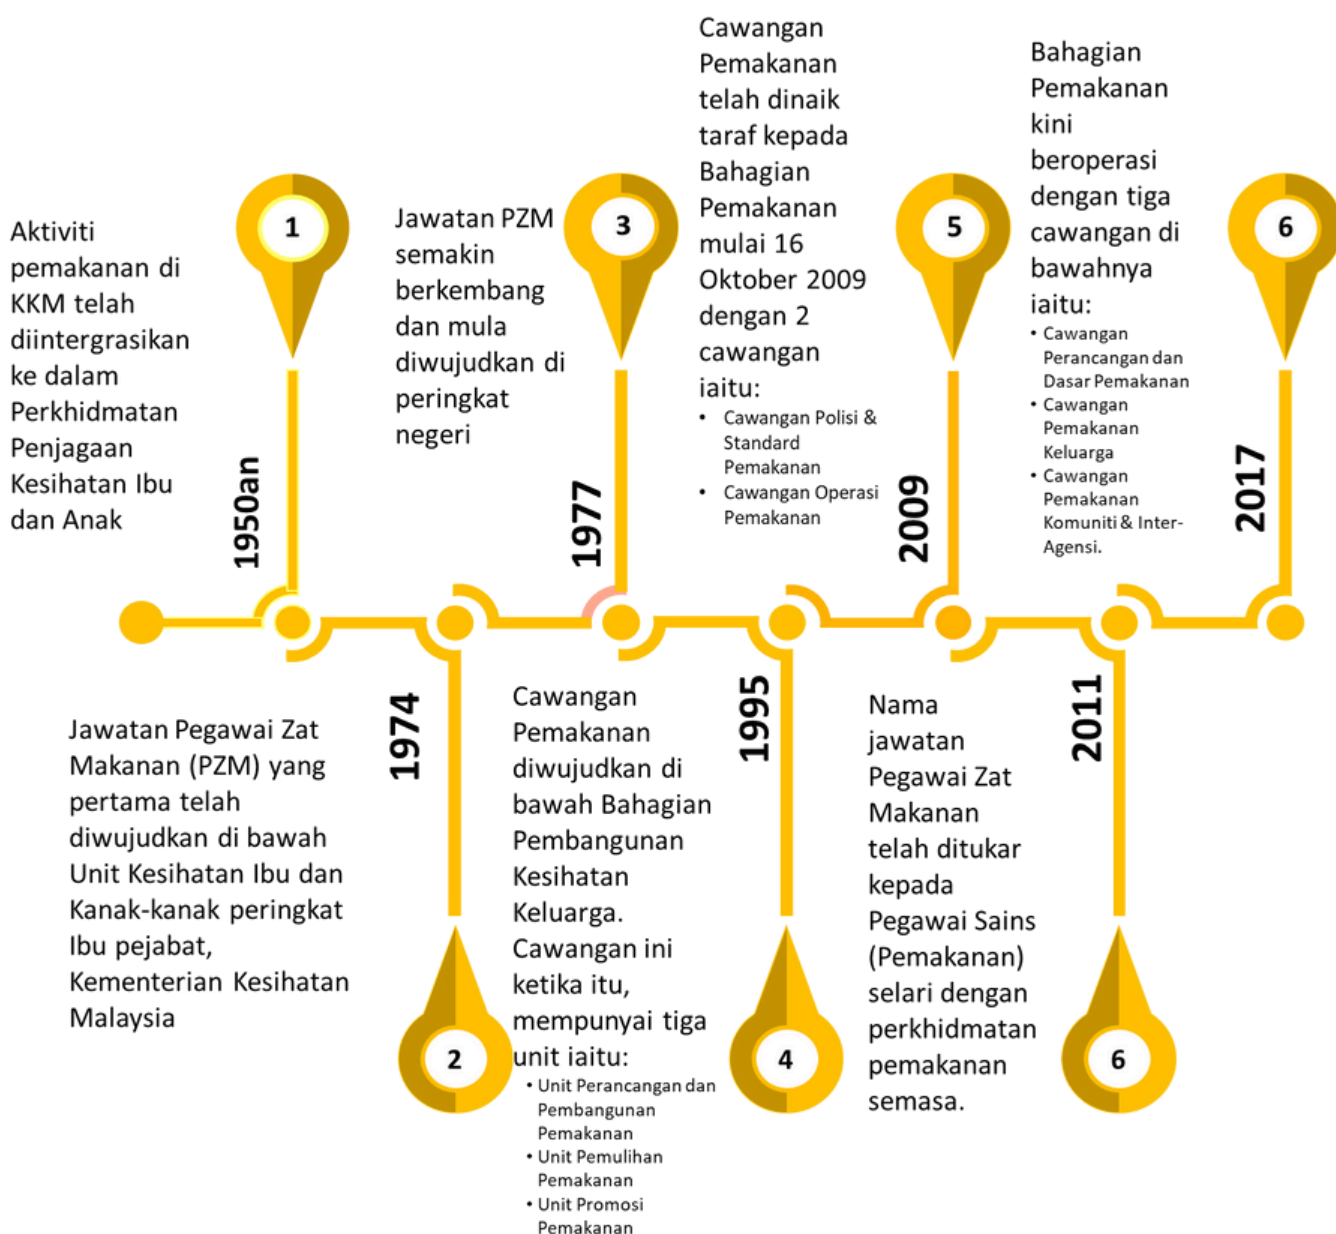 Aktiviti
pemakanan di
KKM telah
diintergrasikan
ke dalam
Perkhidmatan
Penjagaan
Kesihatan Ibu
dan Anak
1950an
1
Jawatan Pegawai Zat
Makanan (PZM) yang
pertama telah
diwujudkan di bawah
Unit Kesihatan Ibu dan
Kanak-kanak peringkat
Ibu pejabat,
Kementerian Kesihatan
Malaysia
1974
2
Jawatan PZM
semakin
berkembang
dan mula
diwujudkan di
peringkat
negeri
1977
3
Cawangan
Pemakanan
diwujudkan di
bawah Bahagian
Pembangunan
Kesihatan
Keluarga.
Cawangan ini
ketika itu,
mempunyai tiga
unit iaitu:
• Unit Perancangan dan
Pembangunan
Pemakanan
• Unit Pemulihan
Pemakanan
• Unit Promosi
Pemakanan
1995
4
Cawangan
Pemakanan
telah dinaik
taraf kepada
Bahagian
Pemakanan
mulai 16
Oktober 2009
dengan 2
cawangan
iaitu:
• Cawangan Polisi &
Standard
Pemakanan
• Cawangan Operasi
Pemakanan
2009
5
Nama
jawatan
Pegawai Zat
Makanan
telah ditukar
kepada
Pegawai Sains
(Pemakanan)
selari dengan
perkhidmatan
pemakanan
semasa.
2011
6
Bahagian
Pemakanan
kini
beroperasi
dengan tiga
cawangan di
bawahnya
iaitu:
• Cawangan
Perancangan dan
Dasar Pemakanan
• Cawangan
Pemakanan
Keluarga
• Cawangan
Pemakanan
Komuniti & Inter-
Agensi.
2017
6